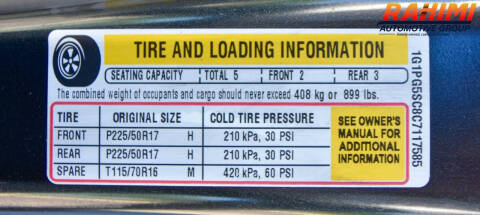 RAHIMI
AUTOMOTIVE GROUP
TIRE AND LOADING INFORMATION
SEATING CAPACITY TOTAL 5 FRONT 2 REAR 3
The combined weight of occupants and cargo should never exceed 408 kg or 899 lbs.
TIRE ORIGINAL SIZE COLD TIRE PRESSURE
FRONT P225/50R17 H 210 kPa, 30 PSI
REAR P225/50R17 H 210 kPa, 30 PSI
SPARE T115/70R16 M 420 kPa, 60 PSI
SEE OWNER'S
MANUAL FOR
ADDITIONAL
INFORMATION
1G1PG5SC8C7117585